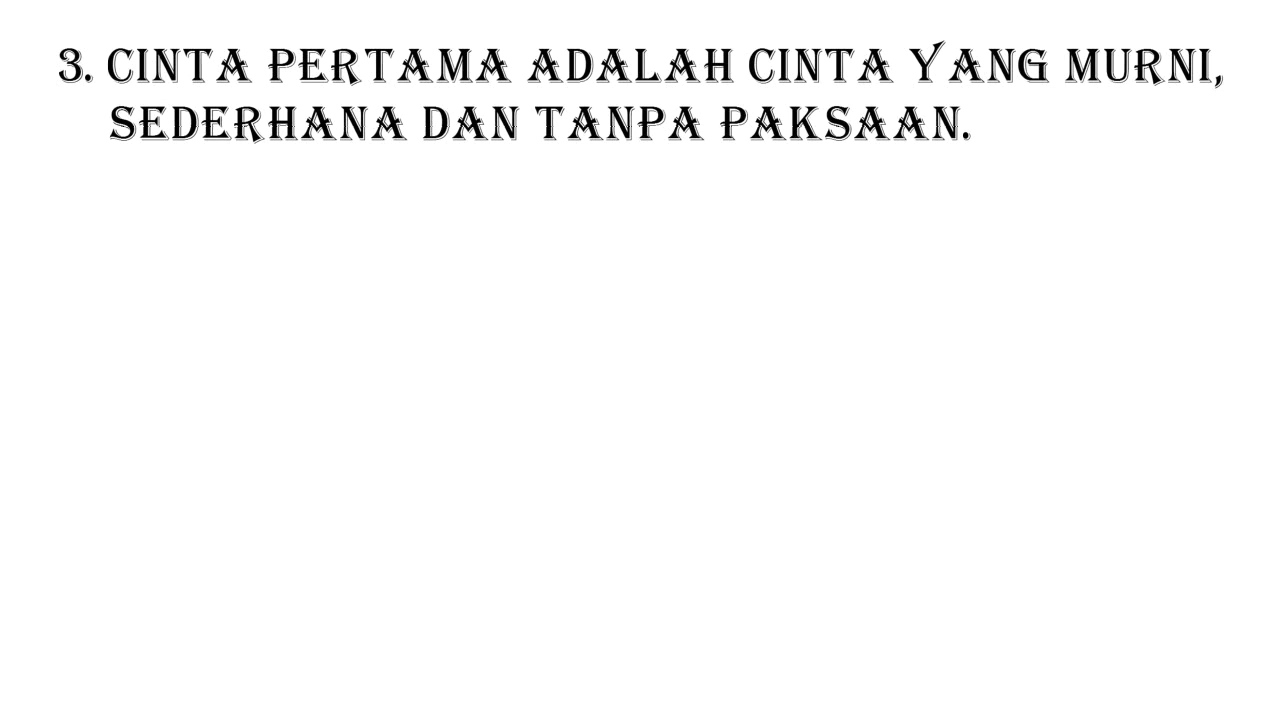 3. CINTA PERTAMA ADALAH CINTA YANG MURNI,
SEDERHANA DAN TANPA PAKSAAN.